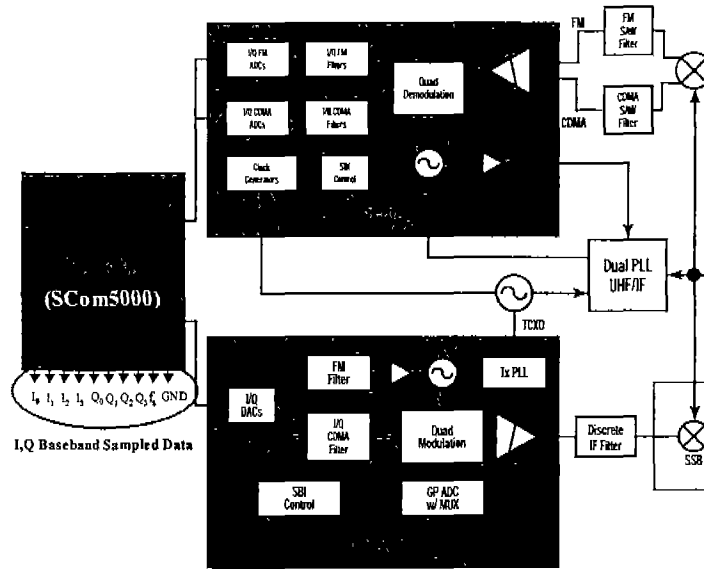 FM
FM
SAW
Filter
I/Q FM
ADCs
I/Q FM
Filters
Quad
Demodulation
I/Q CDMA
ADCs
CDMA
Filters
CDMA
CDMA
SAW
Filter
Clock
Generators
SBI
Control
(SCom5000)
Dual PLL
UHF/IF
TCXO
FM
Filter
Tx PLL
I/Q
DACs
I/Q
CDMA
Filter
Quad
Modulation
Discrete
IF Filter
SSB
SBI
Control
GP ADC
w/ MUX
I₀ I₁ I₂ I₃ Q₀ Q₁ Q₂ Q₃ GND
I,Q Baseband Sampled Data